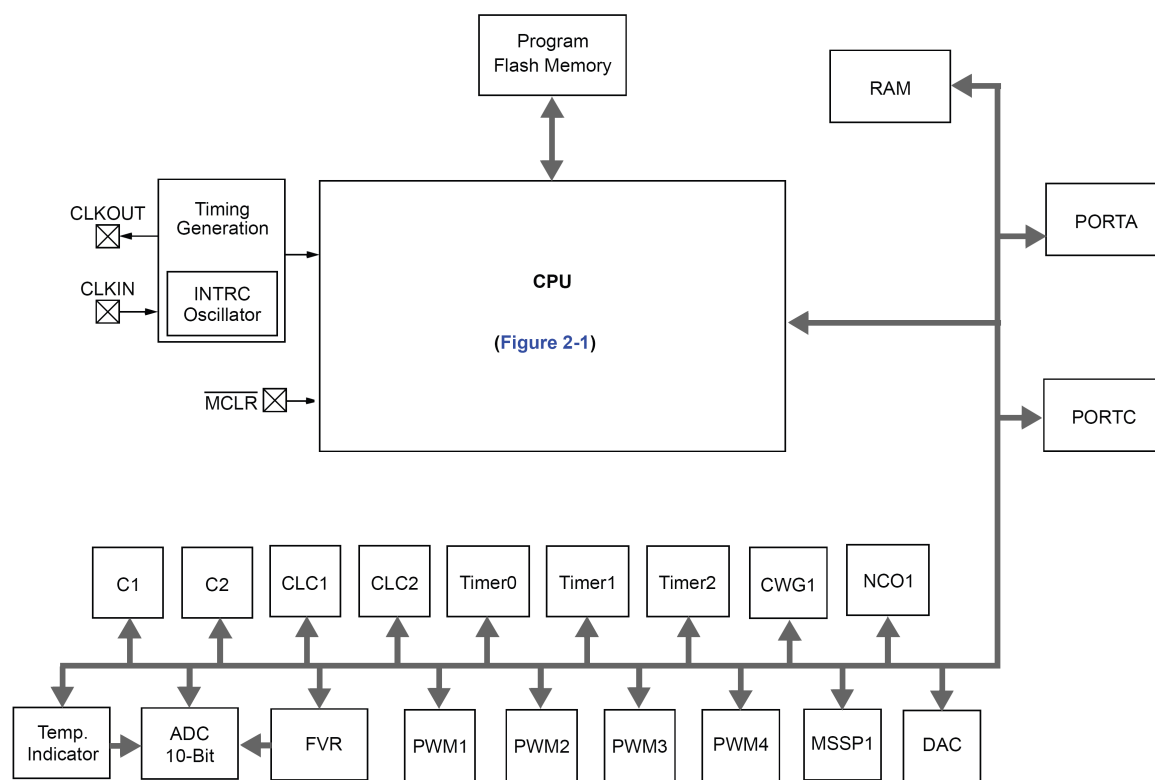 Program
Flash Memory
RAM
CLKOUT
Timing
Generation
PORTA
CLKIN
INTRC
Oscillator
CPU
(Figure 2-1)
MCLR
PORTC
C1
C2
CLC1
CLC2
Timer0
Timer1
Timer2
CWG1
NCO1
Temp.
Indicator
ADC
10-Bit
FVR
PWM1
PWM2
PWM3
PWM4
MSSP1
DAC